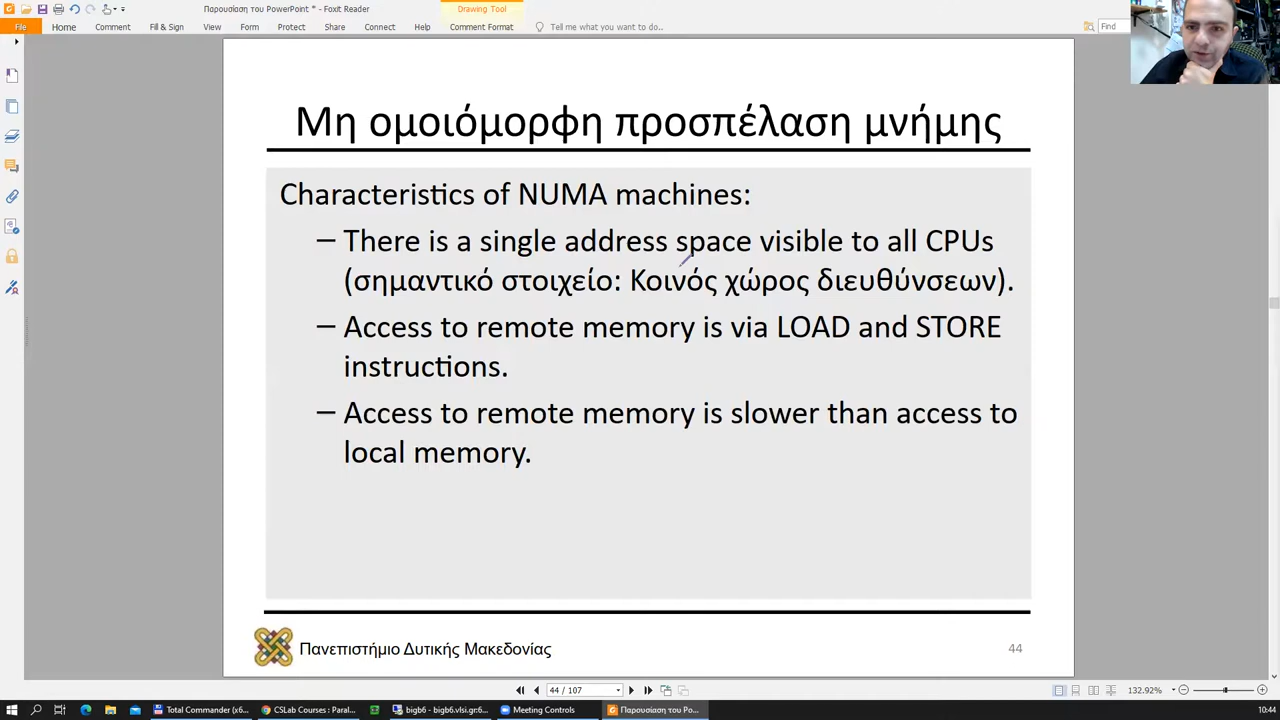 Παρουσίαση του PowerPoint * - Foxit Reader
Drawing Tool
File Home Comment Fill & Sign View Form Protect Share Connect Help Comment Format Tell me what you want to do.. Find
Μη ομοιόμορφη προσπέλαση μνήμης
Characteristics of NUMA machines:
– There is a single address space visible to all CPUs
(σημαντικό στοιχείο: Κοινός χώρος διευθύνσεων).
– Access to remote memory is via LOAD and STORE
instructions.
– Access to remote memory is slower than access to
local memory.
Πανεπιστήμιο Δυτικής Μακεδονίας
44
44 / 107
132.92%
Total Commander (x6... CSLab Courses : Paral... bigb6 - bigb6.vlsi.gr:6... Meeting Controls Παρουσίαση του Po... 10:44